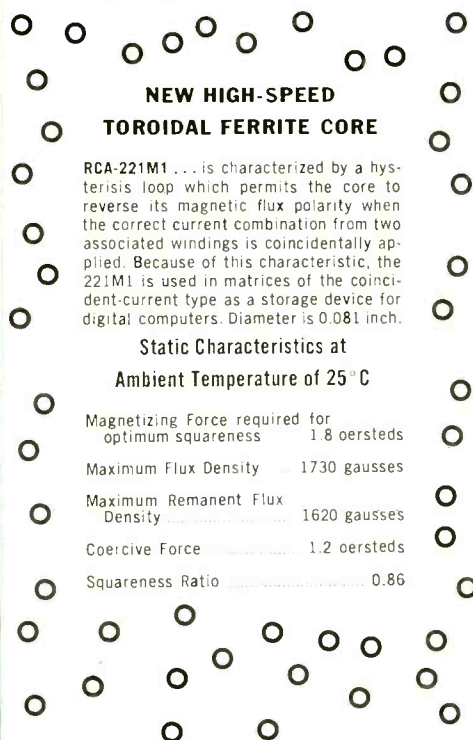 NEW HIGH-SPEED
TOROIDAL FERRITE CORE
RCA-221M1 ... is characterized by a hys-
terisis loop which permits the core to
reverse its magnetic flux polarity when
the correct current combination from two
associated windings is coincidentally ap-
plied. Because of this characteristic, the
221M1 is used in matrices of the coinci-
dent-current type as a storage device for
digital computers. Diameter is 0.081 inch.
Static Characteristics at
Ambient Temperature of 25°C
Magnetizing Force required for
optimum squareness 1.8 oersteds
Maximum Flux Density 1730 gausses
Maximum Remanent Flux
Density ........ 1620 gausses
Coercive Force ........ 1.2 oersteds
Squareness Ratio ........ 0.86